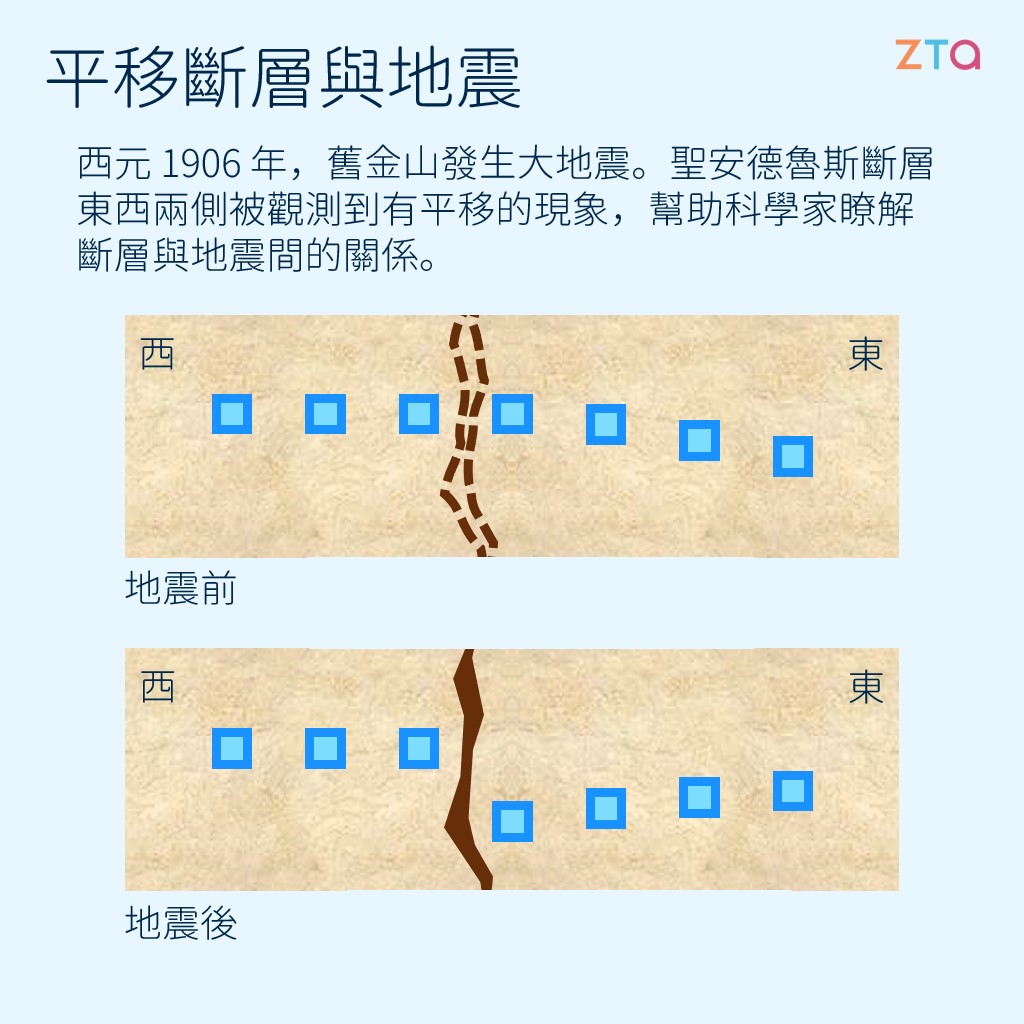 平移斷層與地震
ZTA
西元 1906 年，舊金山發生大地震。聖安德魯斯斷層
東西兩側被觀測到有平移的現象，幫助科學家瞭解
斷層與地震間的關係。
西
東
地震前
西
東
地震後